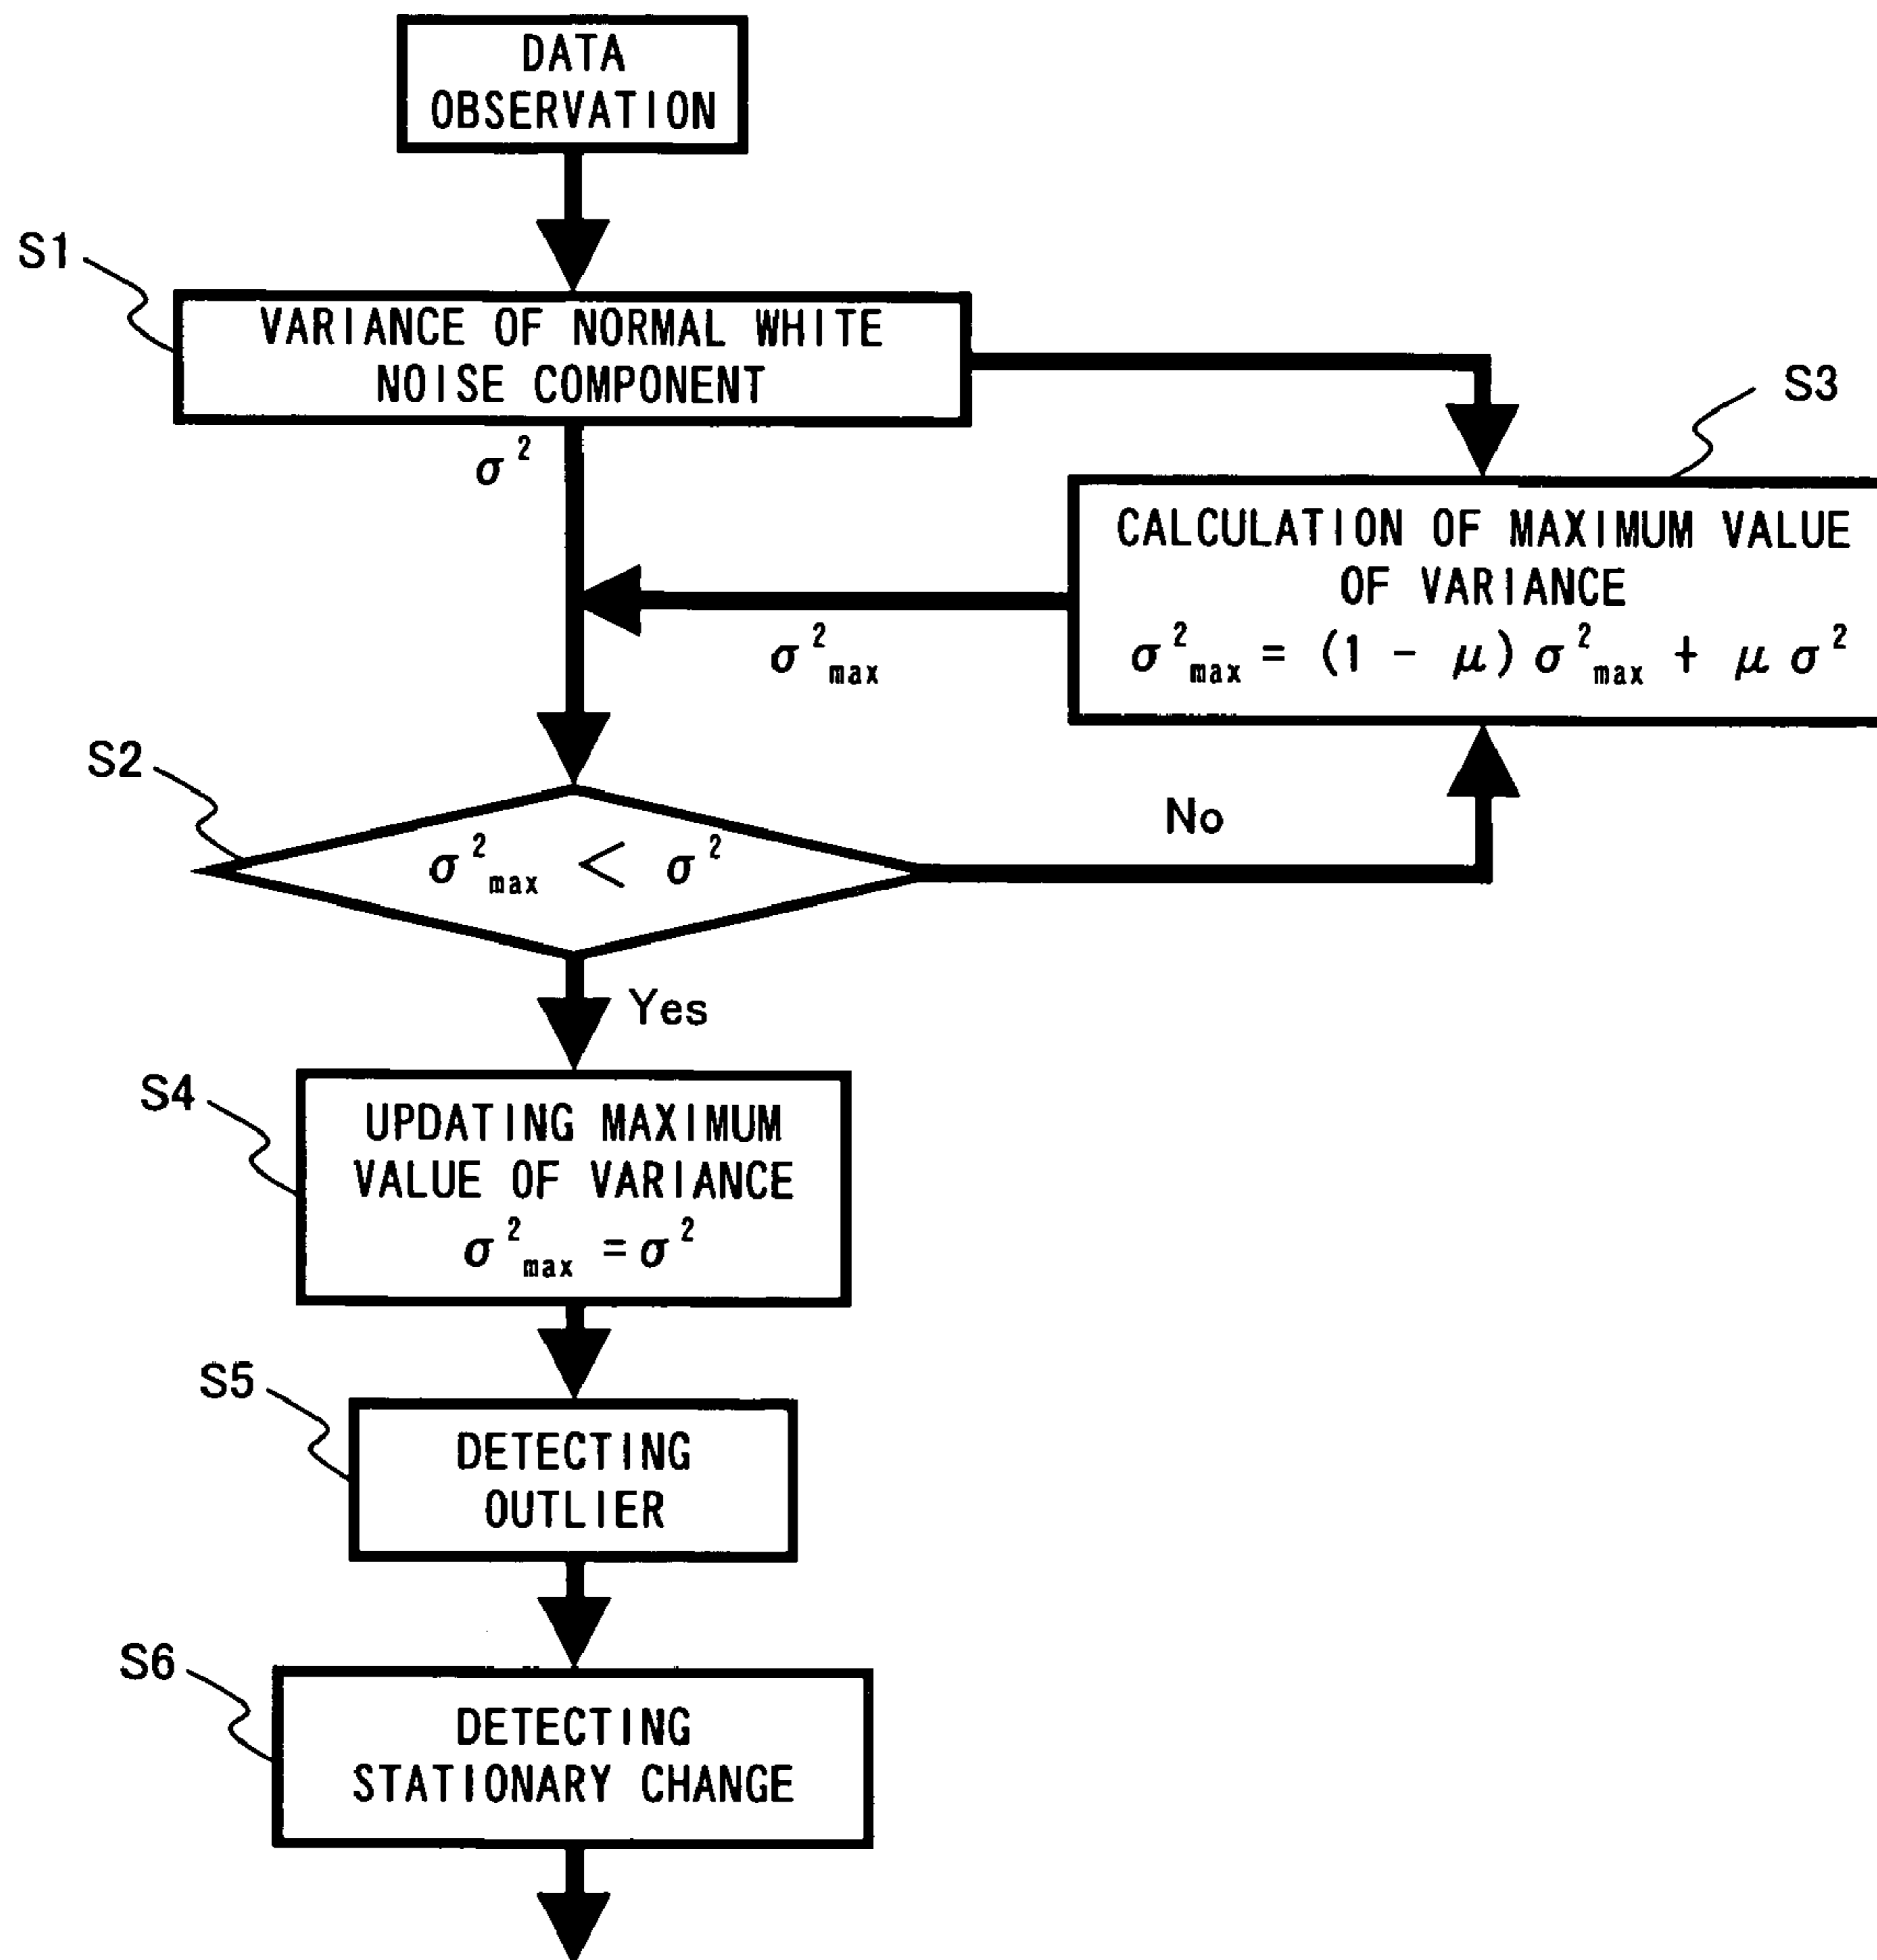 DATA
OBSERVATION
S1
VARIANCE OF NORMAL WHITE
NOISE COMPONENT
σ²
S3
CALCULATION OF MAXIMUM VALUE
OF VARIANCE
σ²max = (1 - μ) σ²max + μ σ²
σ²max
S2
σ²max < σ²
No
Yes
S4
UPDATING MAXIMUM
VALUE OF VARIANCE
σ²max = σ²
S5
DETECTING
OUTLIER
S6
DETECTING
STATIONARY CHANGE